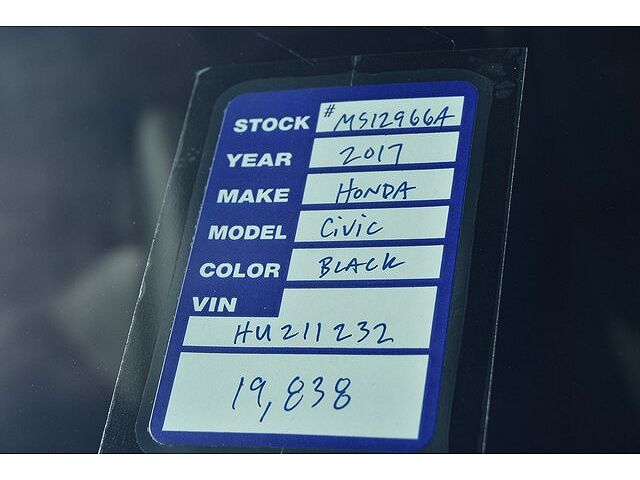 STOCK # MS12966A
YEAR 2017
MAKE HONDA
MODEL CiViC
COLOR BLACK
VIN
HU211232
19,838